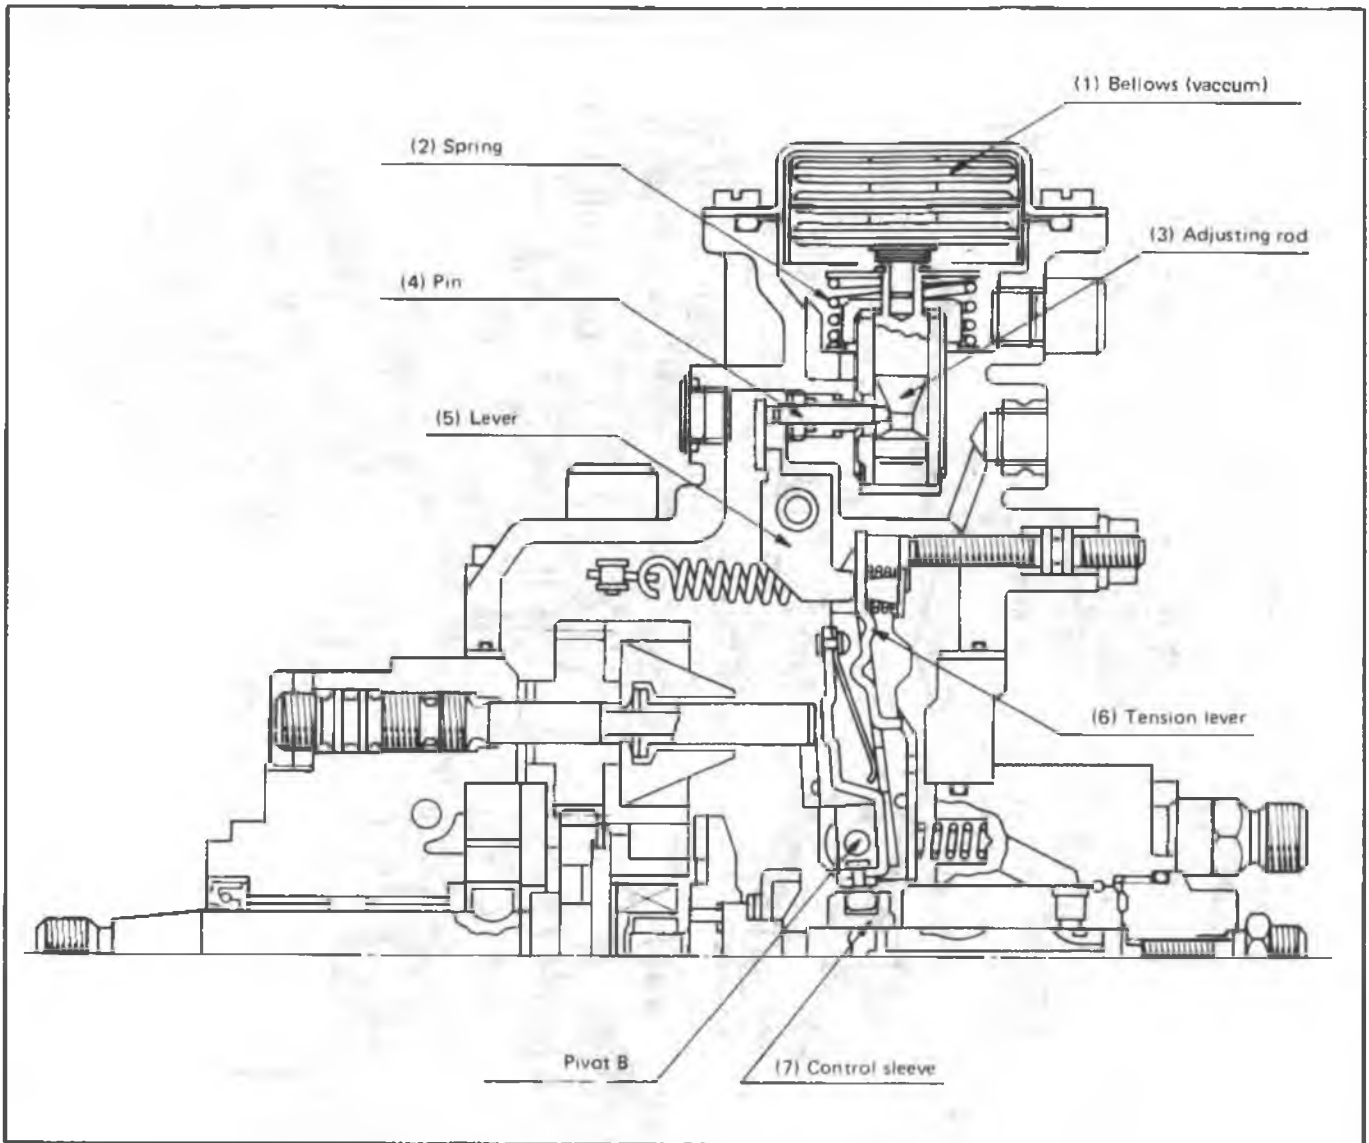 (1) Bellows (vaccum)
(2) Spring
(3) Adjusting rod
(4) Pin
(5) Lever
(6) Tension lever
Pivot B
(7) Control sleeve